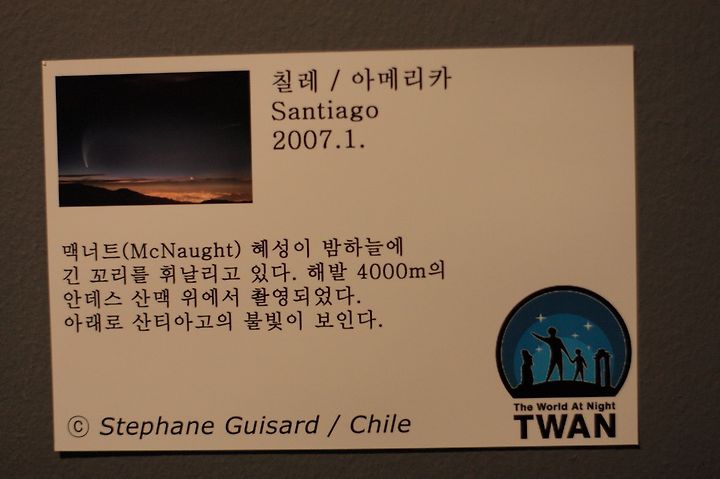 칠레 / 아메리카
Santiago
2007.1.
맥너트(McNaught) 혜성이 밤하늘에
긴 꼬리를 휘날리고 있다. 해발 4000m의
안데스 산맥 위에서 촬영되었다.
아래로 산티아고의 불빛이 보인다.
ⓒ Stephane Guisard / Chile
The World At Night
TWAN